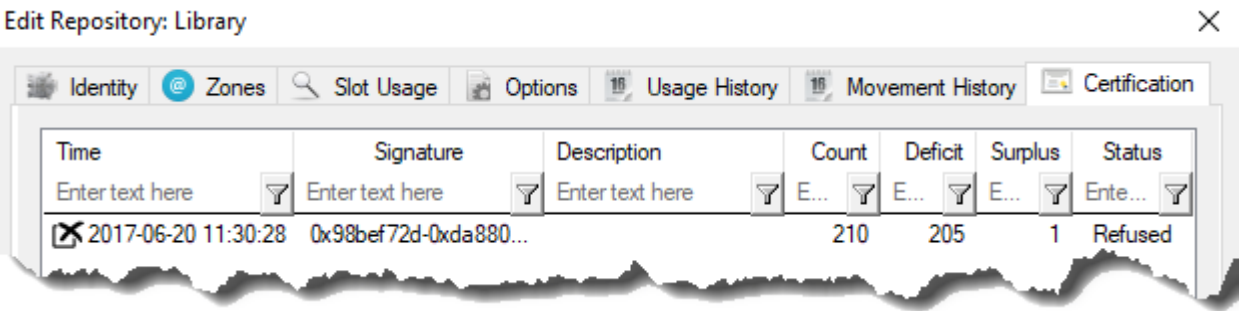 Edit Repository: Library
Identity Zones Slot Usage Options Usage History Movement History Certification
Time Signature Description Count Deficit Surplus Status
Enter text here Enter text here Enter text here E... E... E... Ente...
2017-06-20 11:30:28 0x98bef72d-0xda880... 210 205 1 Refused